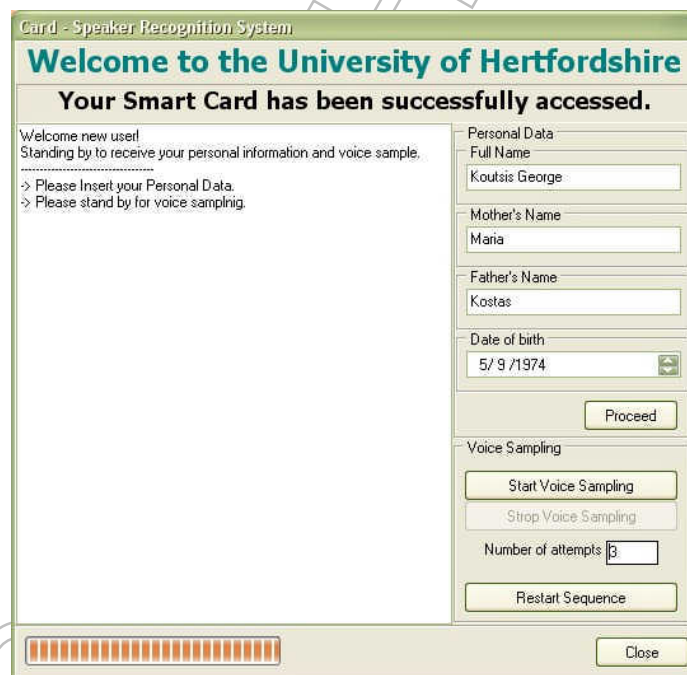 Card - Speaker Recognition System
Welcome to the University of Hertfordshire
Your Smart Card has been successfully accessed.
Welcome new user!
Standing by to receive your personal information and voice sample.
---------------------------------
-> Please Insert your Personal Data.
-> Please stand by for voice samplnig.
Personal Data
Full Name
Koutsis George
Mother's Name
Maria
Father's Name
Kostas
Date of birth
5/ 9 /1974
Proceed
Voice Sampling
Start Voice Sampling
Strop Voice Sampling
Number of attempts 3
Restart Sequence
Close